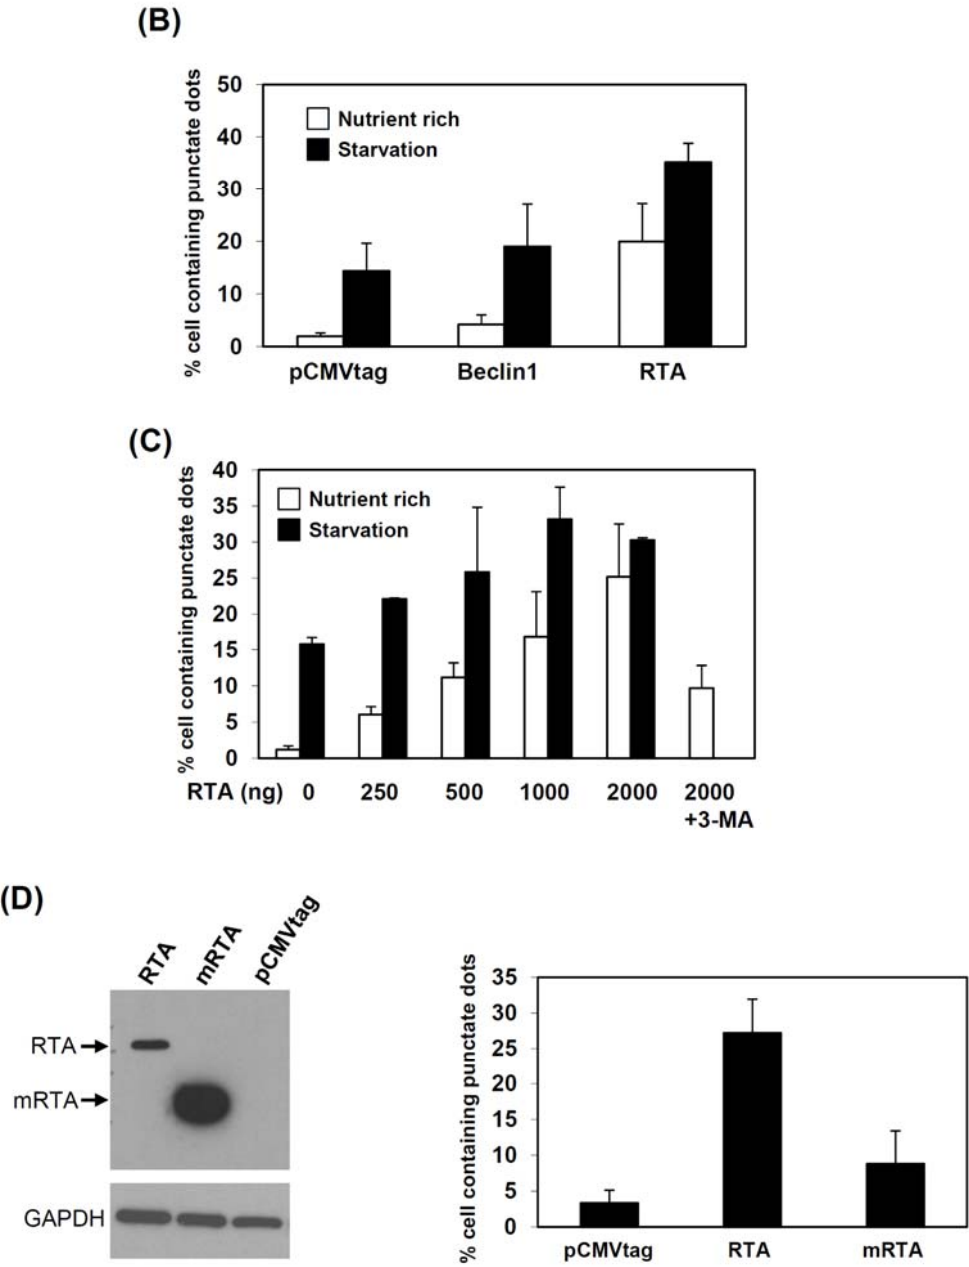 (B)
% cell containing punctate dots
50
40
30
20
10
0
Nutrient rich
Starvation
pCMVtag Beclin1 RTA
(C)
% cell containing punctate dots
40
35
30
25
20
15
10
5
0
Nutrient rich
Starvation
RTA (ng) 0 250 500 1000 2000 2000
+3-MA
(D)
RTA mRTA pCMVtag
RTA
mRTA
GAPDH
% cell containing punctate dots
35
30
25
20
15
10
5
0
pCMVtag RTA mRTA